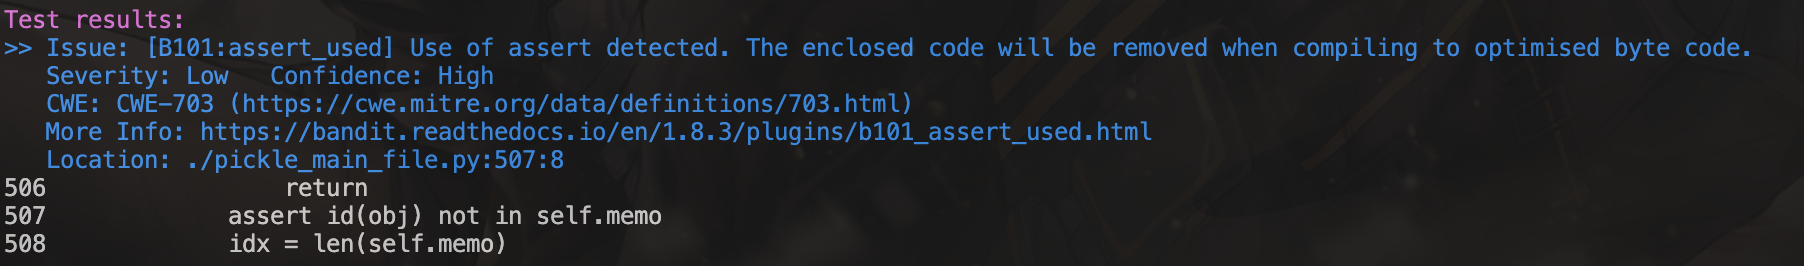 Test results:
>> Issue: [B101:assert_used] Use of assert detected. The enclosed code will be removed when compiling to optimised byte code.
   Severity: Low   Confidence: High
   CWE: CWE-703 (https://cwe.mitre.org/data/definitions/703.html)
   More Info: https://bandit.readthedocs.io/en/1.8.3/plugins/b101_assert_used.html
   Location: ./pickle_main_file.py:507:8
506                 return
507             assert id(obj) not in self.memo
508             idx = len(self.memo)